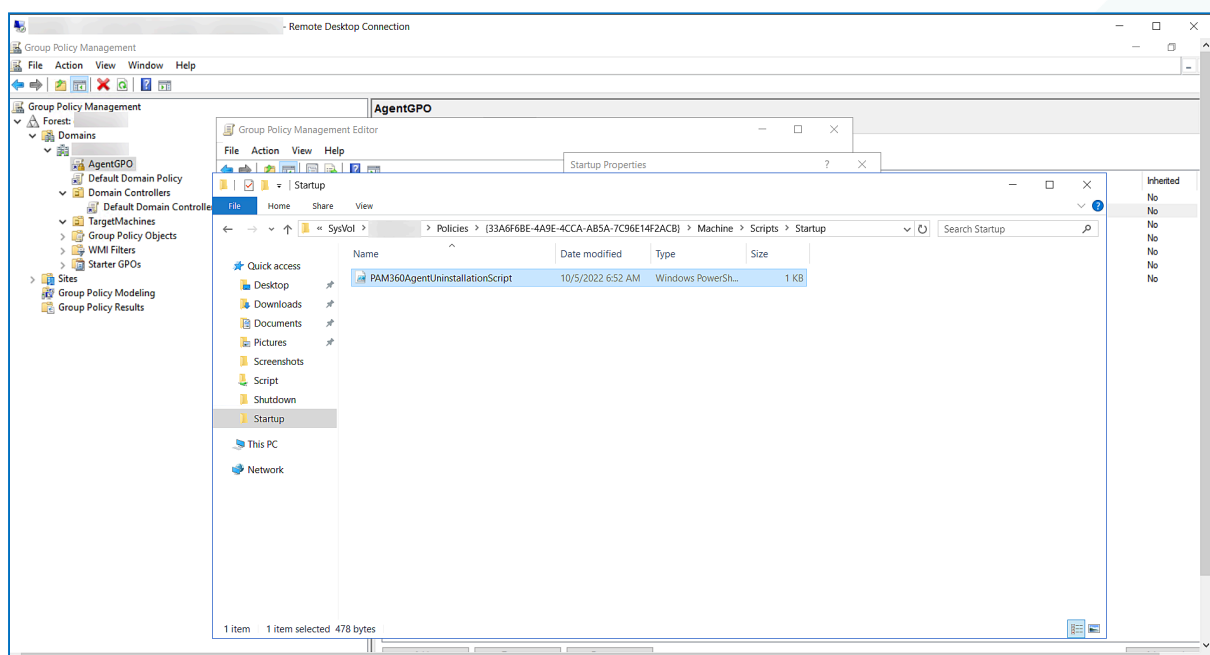 - Remote Desktop Connection
Group Policy Management
File Action View Window Help
Group Policy Management
Forest:
Domains
AgentGPO
Default Domain Policy
Domain Controllers
Default Domain Controlle
TargetMachines
Group Policy Objects
WMI Filters
Starter GPOs
Sites
Group Policy Modeling
Group Policy Results
AgentGPO
Group Policy Management Editor
File Action View Help
Startup Properties
?
Inherited
No
No
No
No
No
No
No
Startup
File Home Share View
« SysVol > > Policies > {33A6F6BE-4A9E-4CCA-AB5A-7C96E14F2ACB} > Machine > Scripts > Startup
Search Startup
Quick access
Desktop
Downloads
Documents
Pictures
Screenshots
Script
Shutdown
Startup
This PC
Network
Name Date modified Type Size
PAM360AgentUninstallationScript 10/5/2022 6:52 AM Windows PowerSh... 1 KB
1 item 1 item selected 478 bytes